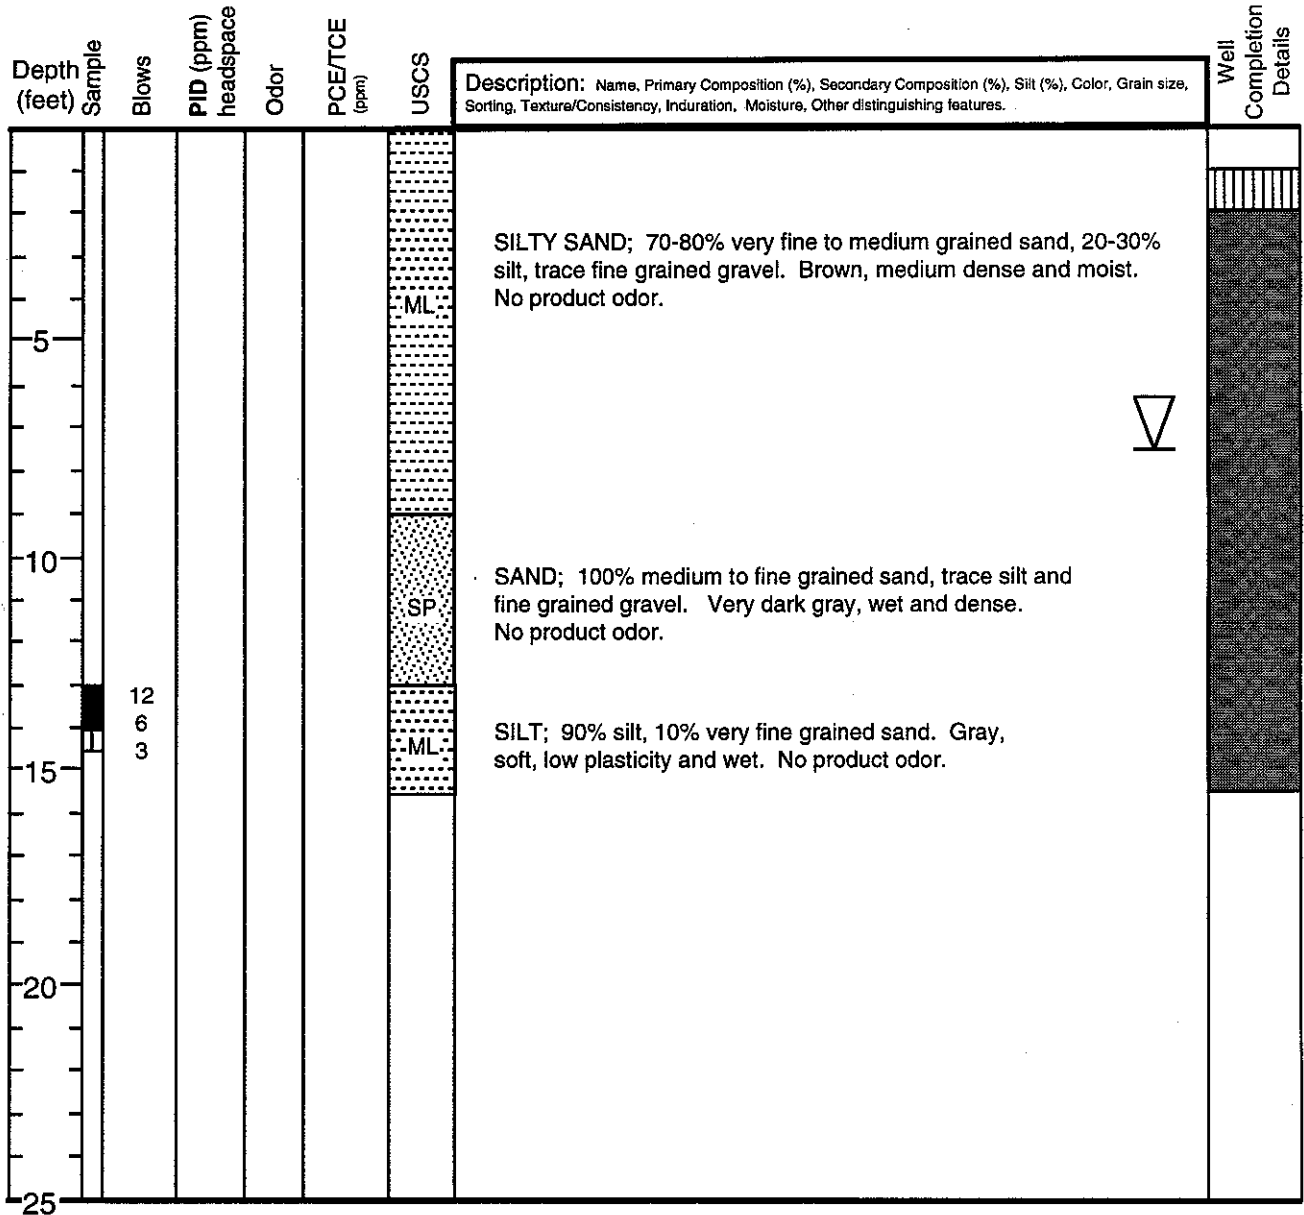 Depth
(feet)
Sample
Blows
PID (ppm)
headspace
Odor
PCE/TCE
(ppm)
USCS
Description: Name, Primary Composition (%), Secondary Composition (%), Silt (%), Color, Grain size,
Sorting, Texture/Consistency, Induration, Moisture, Other distinguishing features.
Well
Completion
Details
SILTY SAND; 70-80% very fine to medium grained sand, 20-30%
silt, trace fine grained gravel. Brown, medium dense and moist.
No product odor.
ML
5
10
SAND; 100% medium to fine grained sand, trace silt and
fine grained gravel. Very dark gray, wet and dense.
No product odor.
SP
12
6
3
SILT; 90% silt, 10% very fine grained sand. Gray,
soft, low plasticity and wet. No product odor.
ML
15
20
25